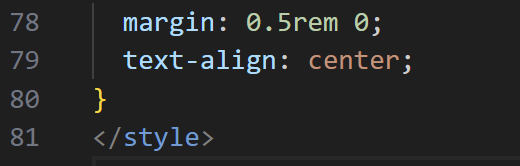 78 margin: 0.5rem 0;
79 text-align: center;
80 }
81 </style>